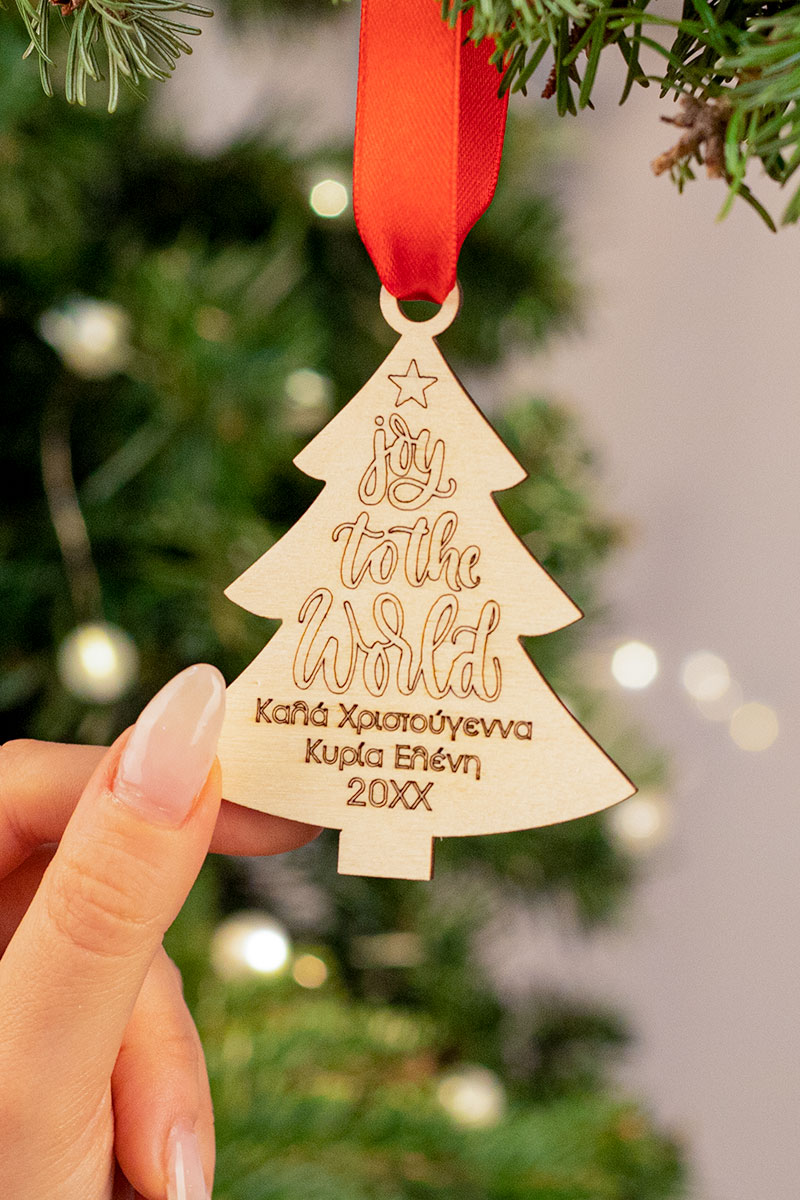 joy
to the
World
Καλά Χριστούγεννα
Κυρία Ελένη
20XX